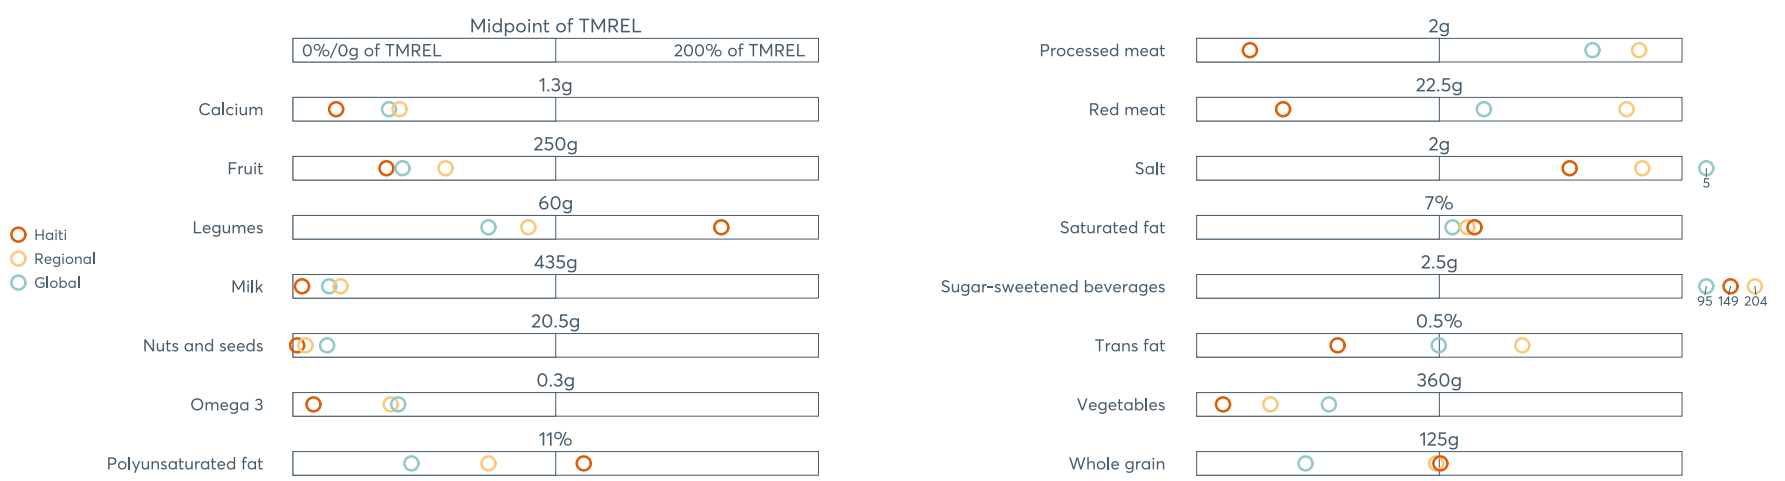 Midpoint of TMREL
0%/0g of TMREL 200% of TMREL
1.3g
Calcium
250g
Fruit
60g
Legumes
435g
Milk
20.5g
Nuts and seeds
0.3g
Omega 3
11%
Polyunsaturated fat
Haiti
Regional
Global
2g
Processed meat
22.5g
Red meat
2g
Salt
5
7%
Saturated fat
2.5g
Sugar-sweetened beverages
95 149 204
0.5%
Trans fat
360g
Vegetables
125g
Whole grain